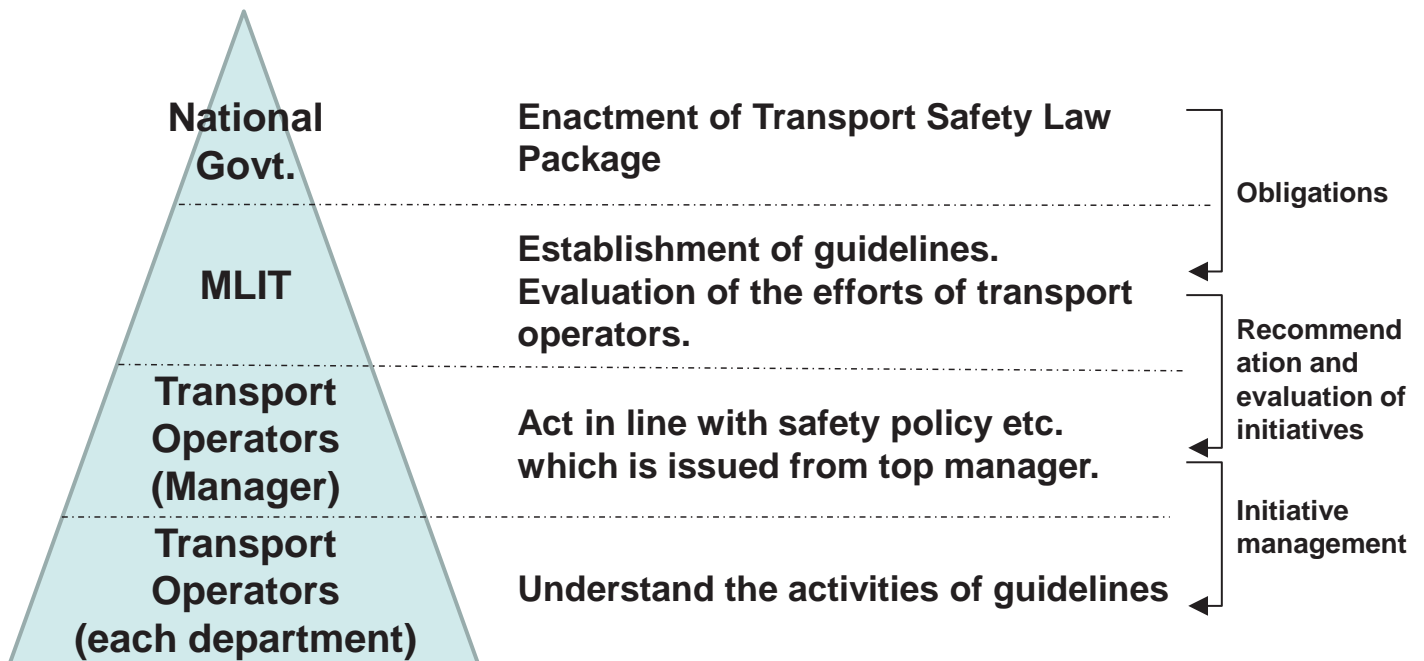 National
Govt.
Enactment of Transport Safety Law
Package
Obligations
MLIT
Establishment of guidelines.
Evaluation of the efforts of transport
operators.
Recommend
ation and
evaluation of
initiatives
Transport
Operators
(Manager)
Act in line with safety policy etc.
which is issued from top manager.
Initiative
management
Transport
Operators
(each department)
Understand the activities of guidelines